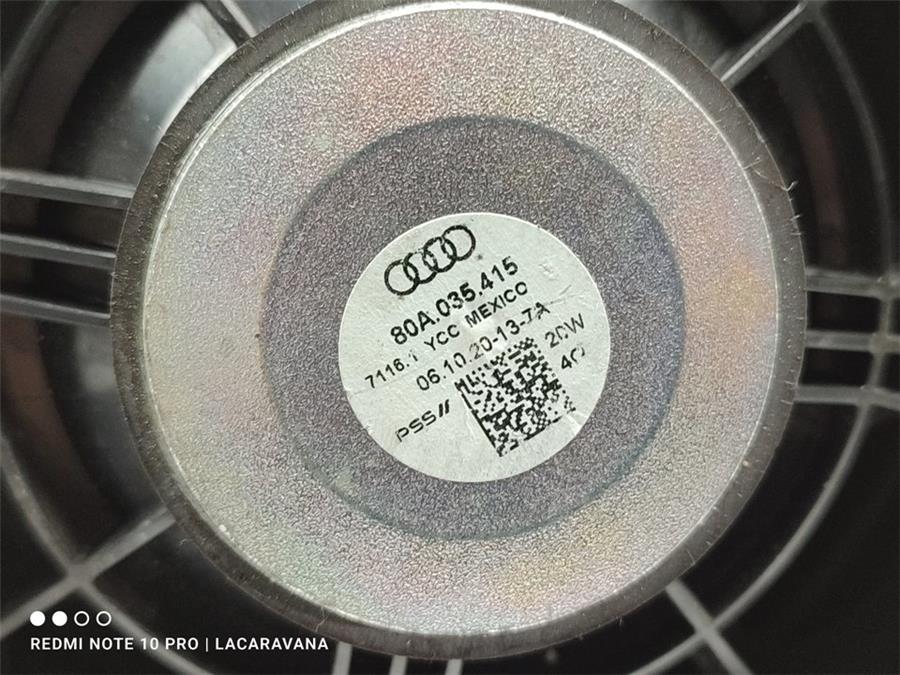 80A.035.415
7116.1 YCC MEXICO
06.10.20-13-7A
20W
4Ω
PSS//
REDMI NOTE 10 PRO | LACARAVANA